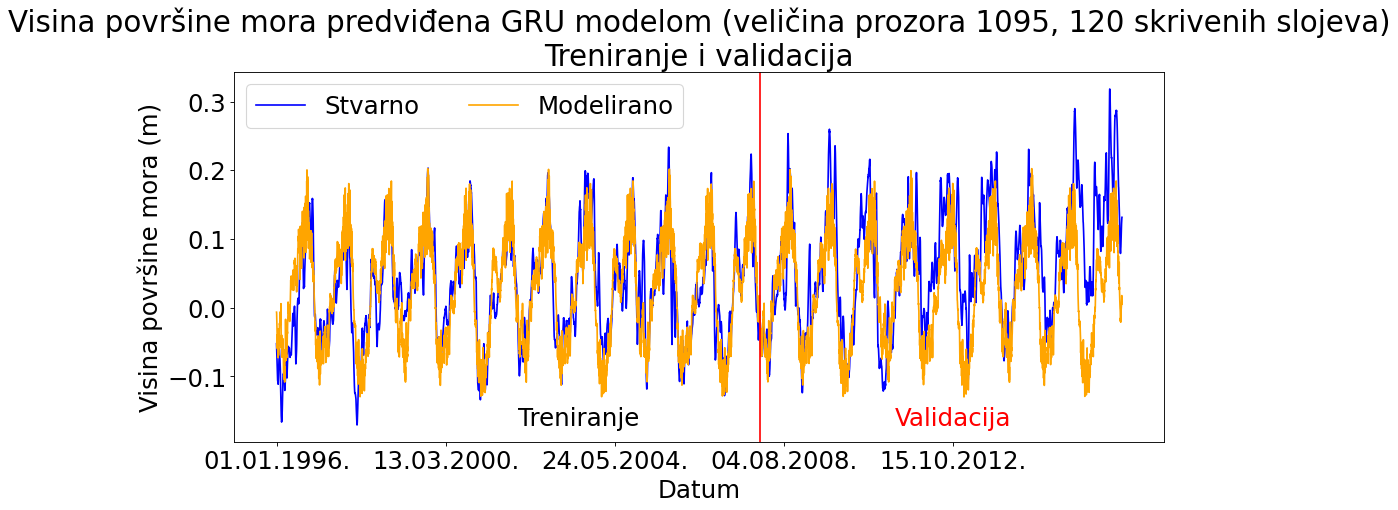 Visina površine mora predviđena GRU modelom (veličina prozora 1095, 120 skrivenih slojeva)
Treniranje i validacija
Stvarno
Modelirano
Visina površine mora (m)
0.3
0.2
0.1
0.0
−0.1
Treniranje
Validacija
01.01.1996.
13.03.2000.
24.05.2004.
04.08.2008.
15.10.2012.
Datum